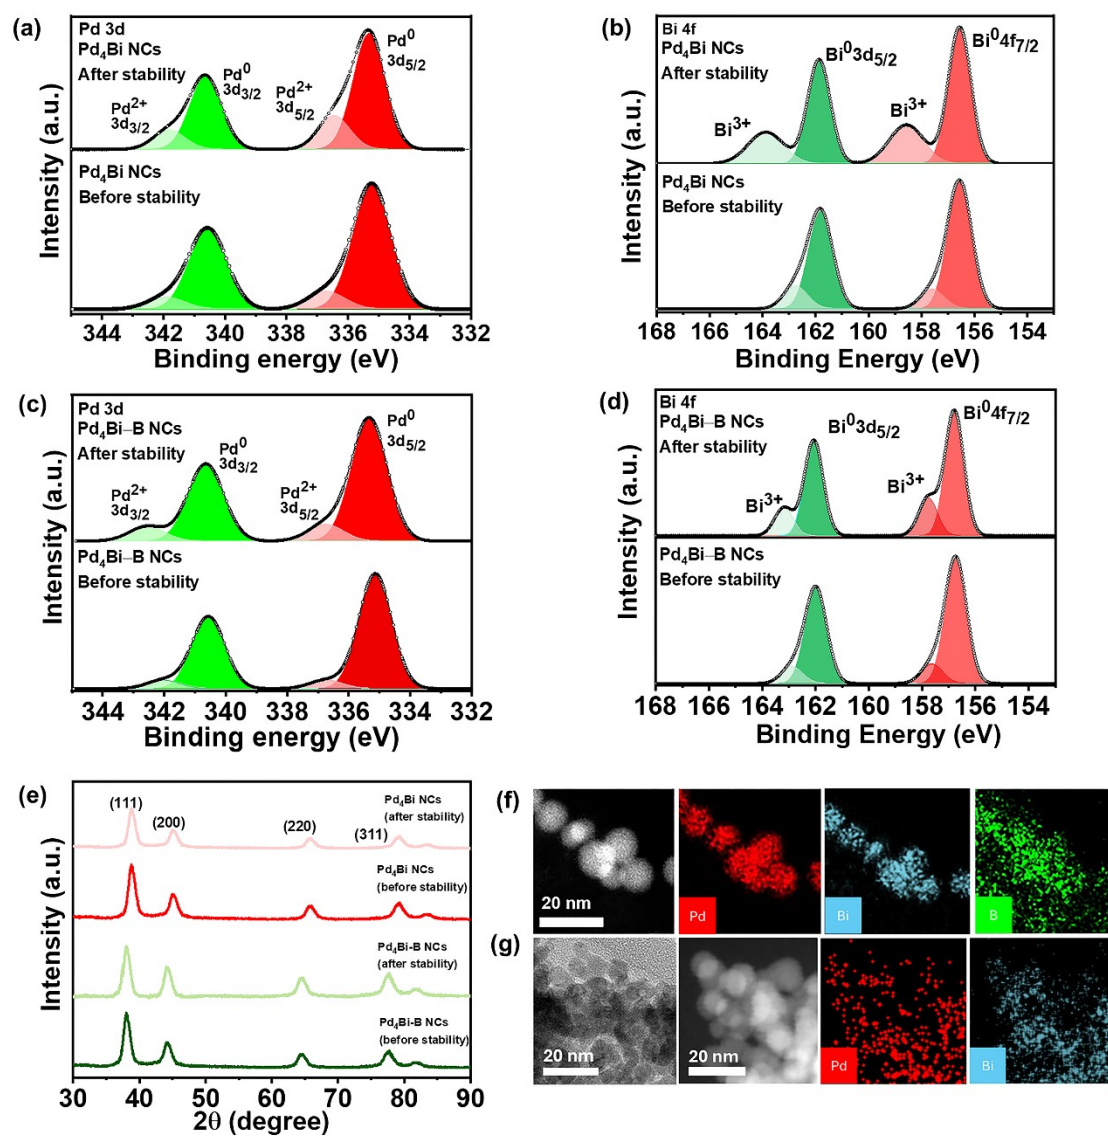 (a)
Pd 3d
Pd₄Bi NCs
After stability
Pd²⁺
3d₃/₂
Pd⁰
3d₃/₂
Pd²⁺
3d₅/₂
Pd⁰
3d₅/₂
Pd₄Bi NCs
Before stability
Intensity (a.u.)
344 342 340 338 336 334 332
Binding energy (eV)
(b)
Bi 4f
Pd₄Bi NCs
After stability
Bi³⁺
Bi⁰3d₅/₂
Bi³⁺
Bi⁰4f₇/₂
Pd₄Bi NCs
Before stability
Intensity (a.u.)
168 166 164 162 160 158 156 154
Binding Energy (eV)
(c)
Pd 3d
Pd₄Bi–B NCs
After stability
Pd²⁺
3d₃/₂
Pd⁰
3d₃/₂
Pd²⁺
3d₅/₂
Pd⁰
3d₅/₂
Pd₄Bi–B NCs
Before stability
Intensity (a.u.)
344 342 340 338 336 334 332
Binding energy (eV)
(d)
Bi 4f
Pd₄Bi–B NCs
After stability
Bi³⁺
Bi⁰3d₅/₂
Bi³⁺
Bi⁰4f₇/₂
Pd₄Bi–B NCs
Before stability
Intensity (a.u.)
168 166 164 162 160 158 156 154
Binding Energy (eV)
(e)
(111)
(200)
(220)
(311)
Pd₄Bi NCs
(after stability)
Pd₄Bi NCs
(before stability)
Pd₄Bi-B NCs
(after stability)
Pd₄Bi-B NCs
(before stability)
Intensity (a.u.)
30 40 50 60 70 80 90
2θ (degree)
(f)
20 nm
Pd
Bi
B
(g)
20 nm
20 nm
Pd
Bi